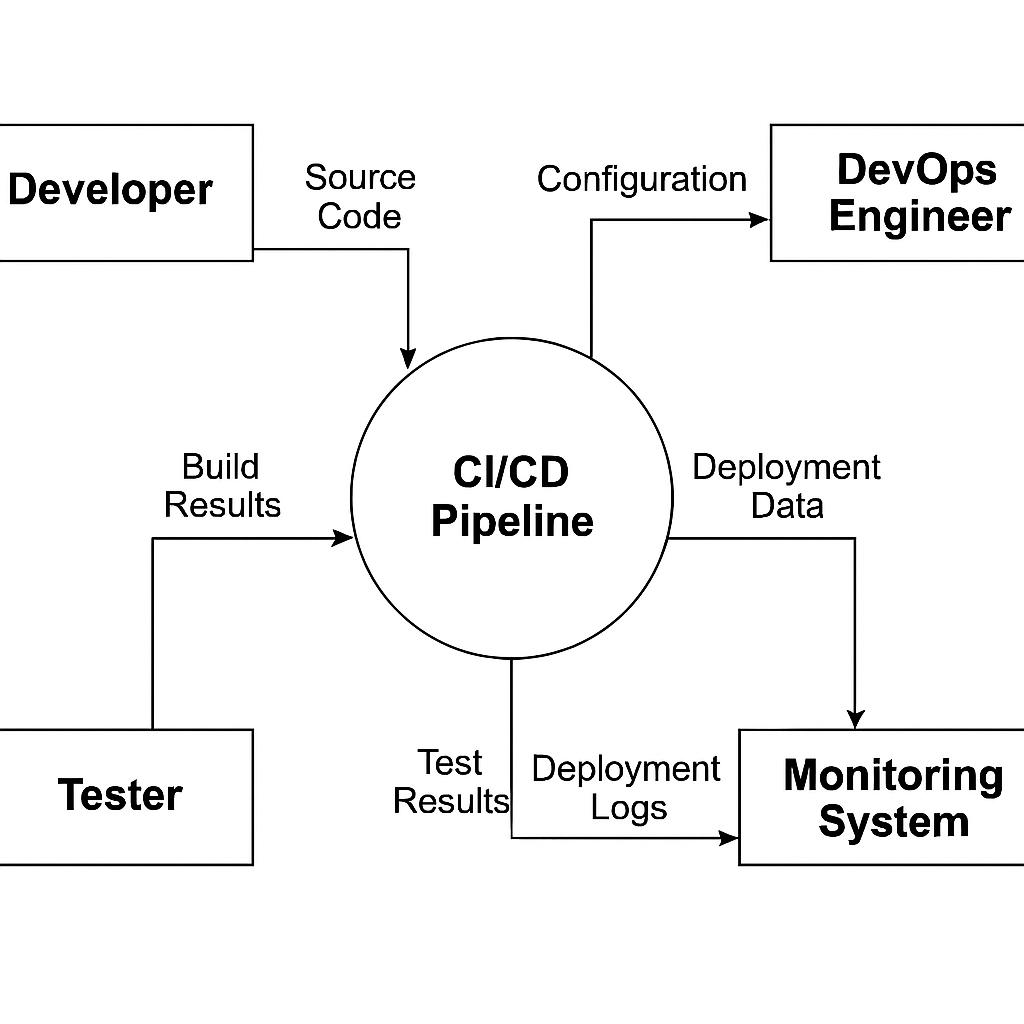 Developer
Source
Code
Configuration
DevOps
Engineer
Build
Results
CI/CD
Pipeline
Deployment
Data
Tester
Test
Results
Deployment
Logs
Monitoring
System